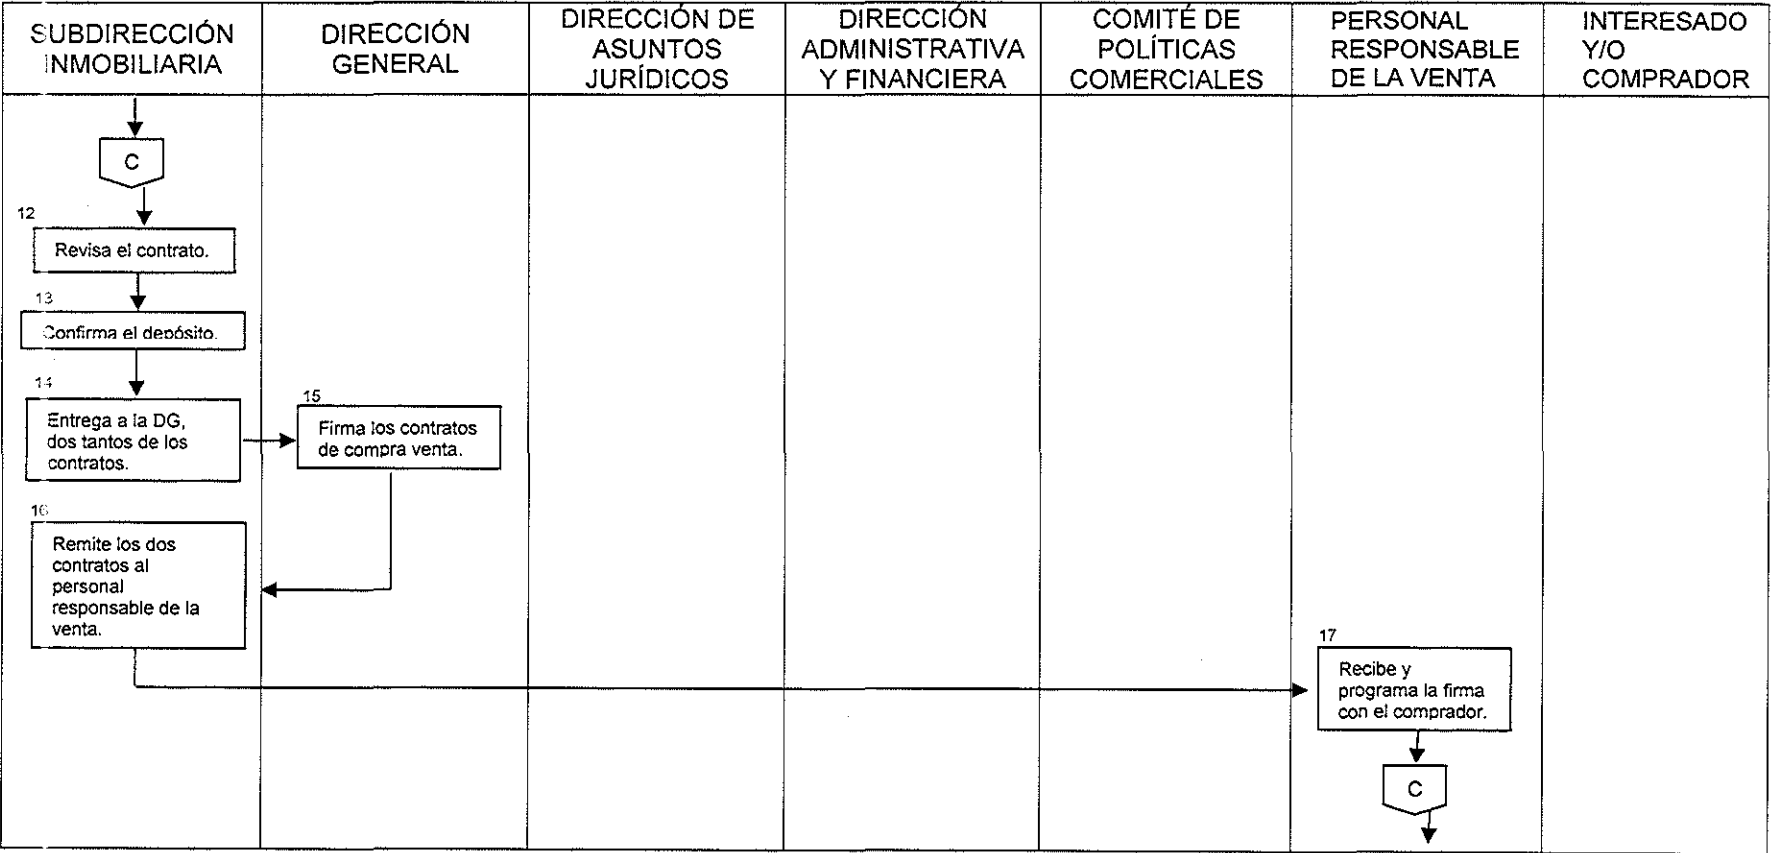 SUBDIRECCIÓN
INMOBILIARIA
DIRECCIÓN
GENERAL
DIRECCIÓN DE
ASUNTOS
JURÍDICOS
DIRECCIÓN
ADMINISTRATIVA
Y FINANCIERA
COMITÉ DE
POLÍTICAS
COMERCIALES
PERSONAL
RESPONSABLE
DE LA VENTA
INTERESADO
Y/O
COMPRADOR
C
12
Revisa el contrato.
13
Confirma el depósito.
14
Entrega a la DG,
dos tantos de los
contratos.
15
Firma los contratos
de compra venta.
16
Remite los dos
contratos al
personal
responsable de la
venta.
17
Recibe y
programa la firma
con el comprador.
C